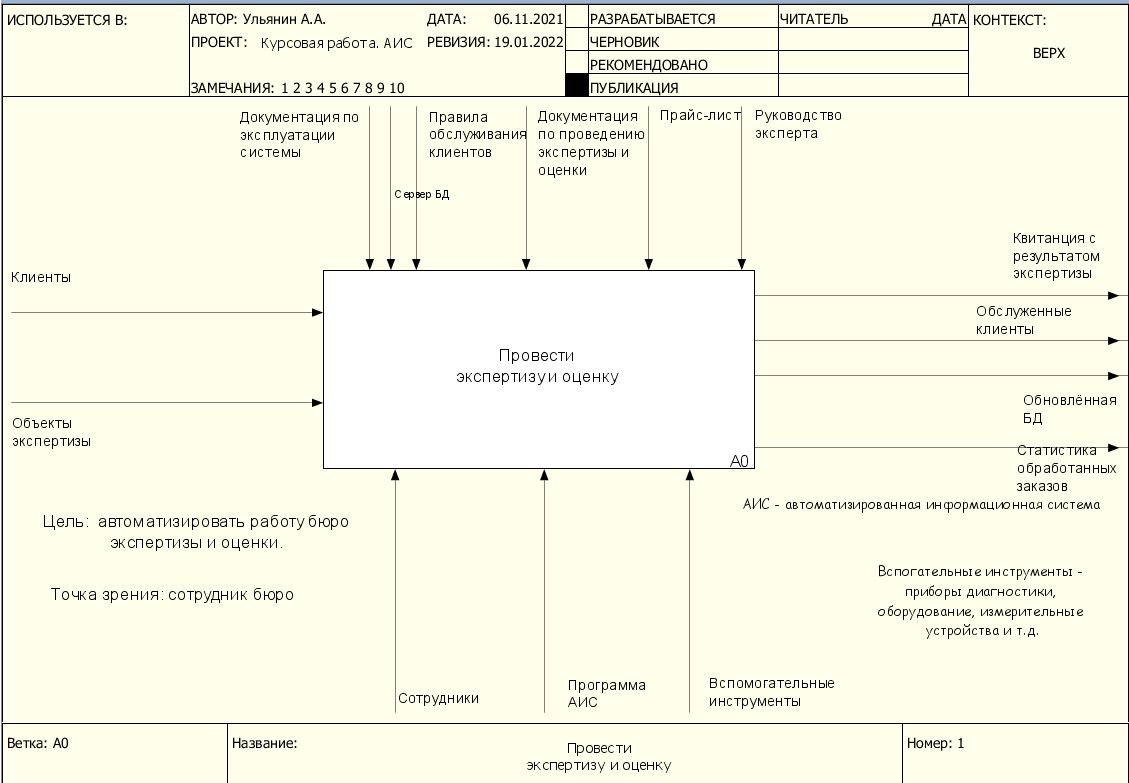 ИСПОЛЬЗУЕТСЯ В:
АВТОР: Ульянин А.А.
ДАТА: 06.11.2021
ПРОЕКТ: Курсовая работа. АИС
РЕВИЗИЯ: 19.01.2022
ЗАМЕЧАНИЯ: 1 2 3 4 5 6 7 8 9 10
РАЗРАБАТЫВАЕТСЯ
ЧЕРНОВИК
РЕКОМЕНДОВАНО
ПУБЛИКАЦИЯ
ЧИТАТЕЛЬ
ДАТА
КОНТЕКСТ:
ВЕРХ
Документация по
эксплуатации
системы
Сервер БД
Правила
обслуживания
клиентов
Документация
по проведению
экспертизы и
оценки
Прайс-лист
Руководство
эксперта
Клиенты
Объекты
экспертизы
Провести
экспертизу и оценку
A0
Квитанция с
результатом
экспертизы
Обслуженные
клиенты
Обновлённая
БД
Статистика
обработанных
заказов
АИС - автоматизированная информационная система
Цель: автоматизировать работу бюро
экспертизы и оценки.
Точка зрения: сотрудник бюро
Вспогательные инструменты -
приборы диагностики,
оборудование, измерительные
устройства и т.д.
Сотрудники
Программа
АИС
Вспомогательные
инструменты
Ветка: A0
Название:
Провести
экспертизу и оценку
Номер: 1